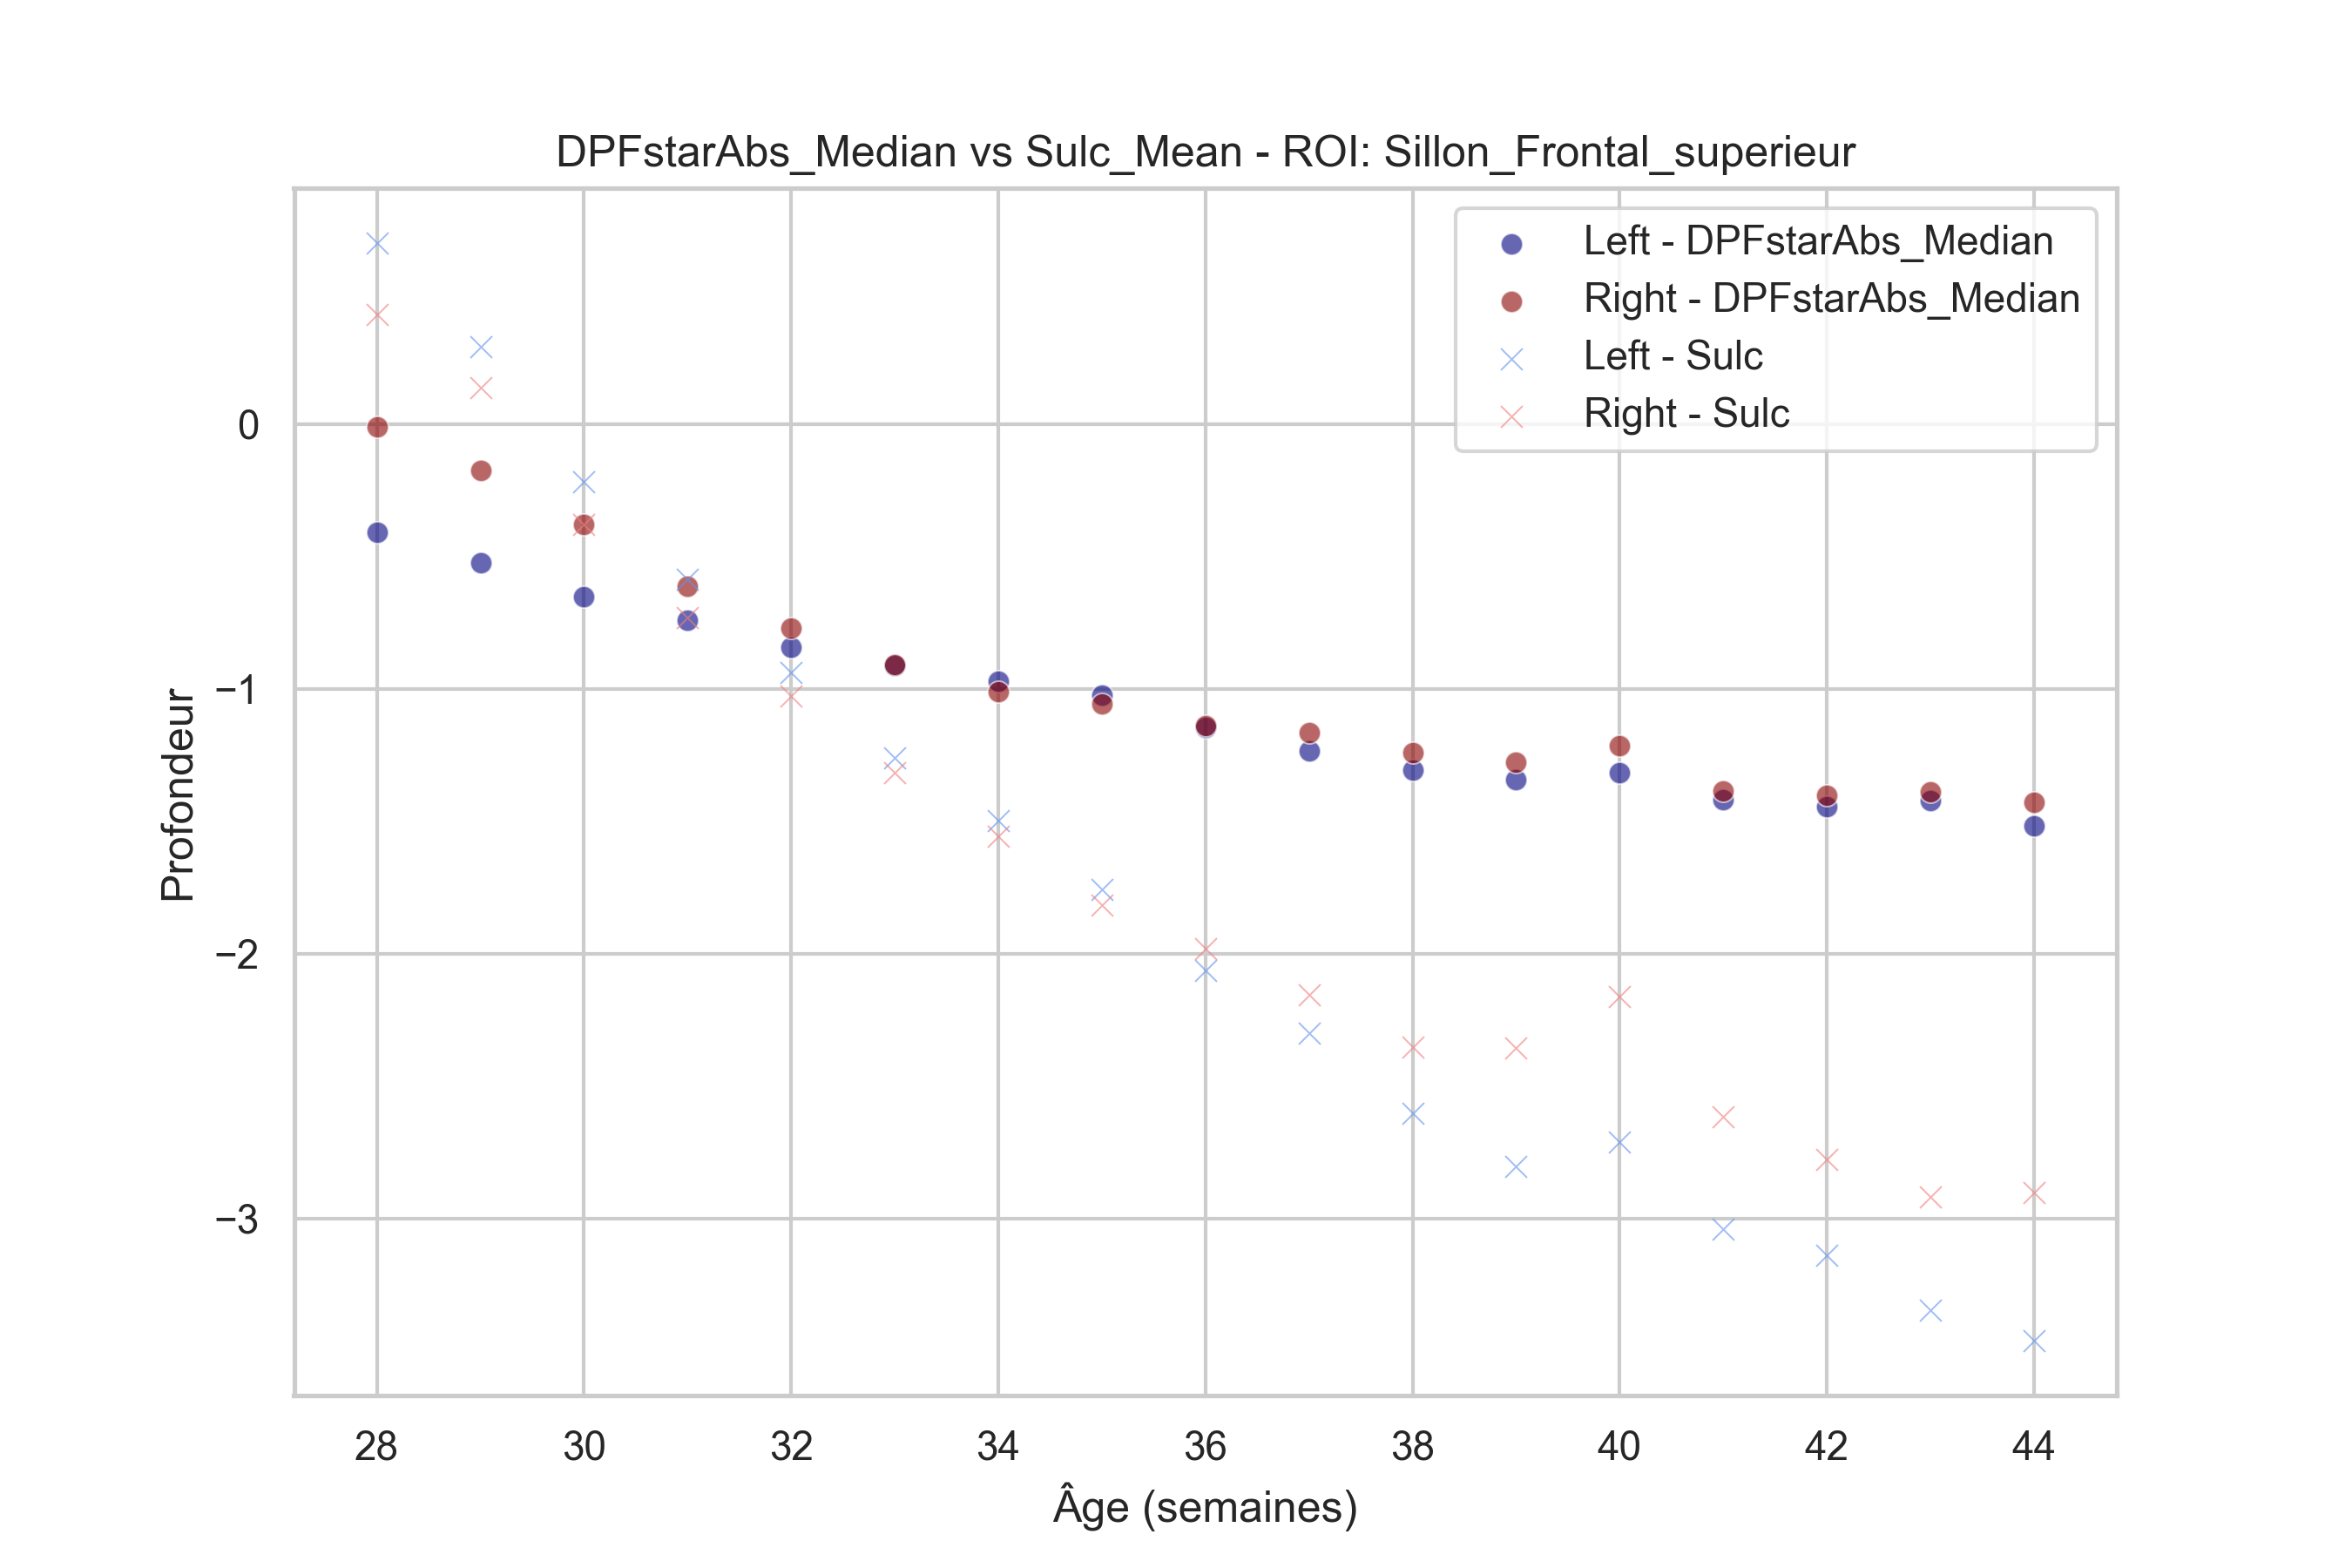 DPFstarAbs_Median vs Sulc_Mean - ROI: Sillon_Frontal_superieur
Left - DPFstarAbs_Median
Right - DPFstarAbs_Median
Left - Sulc
Right - Sulc
Profondeur
0
−1
−2
−3
28 30 32 34 36 38 40 42 44
Âge (semaines)